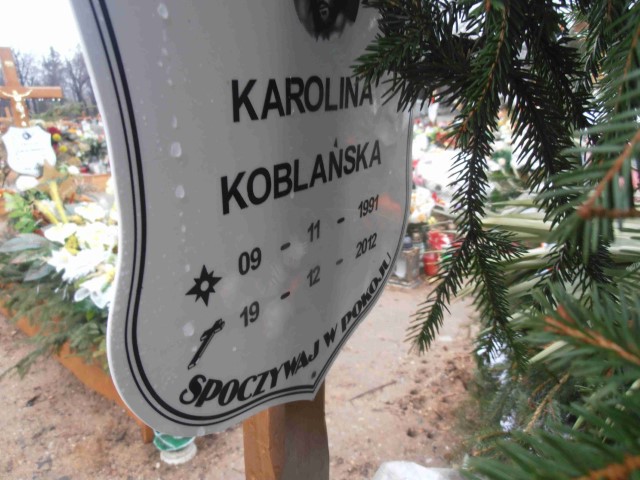 KAROLINA
KOBLAŃSKA
09 - 11 - 1991
19 - 12 - 2012
SPOCZYWAJ W POKOJU